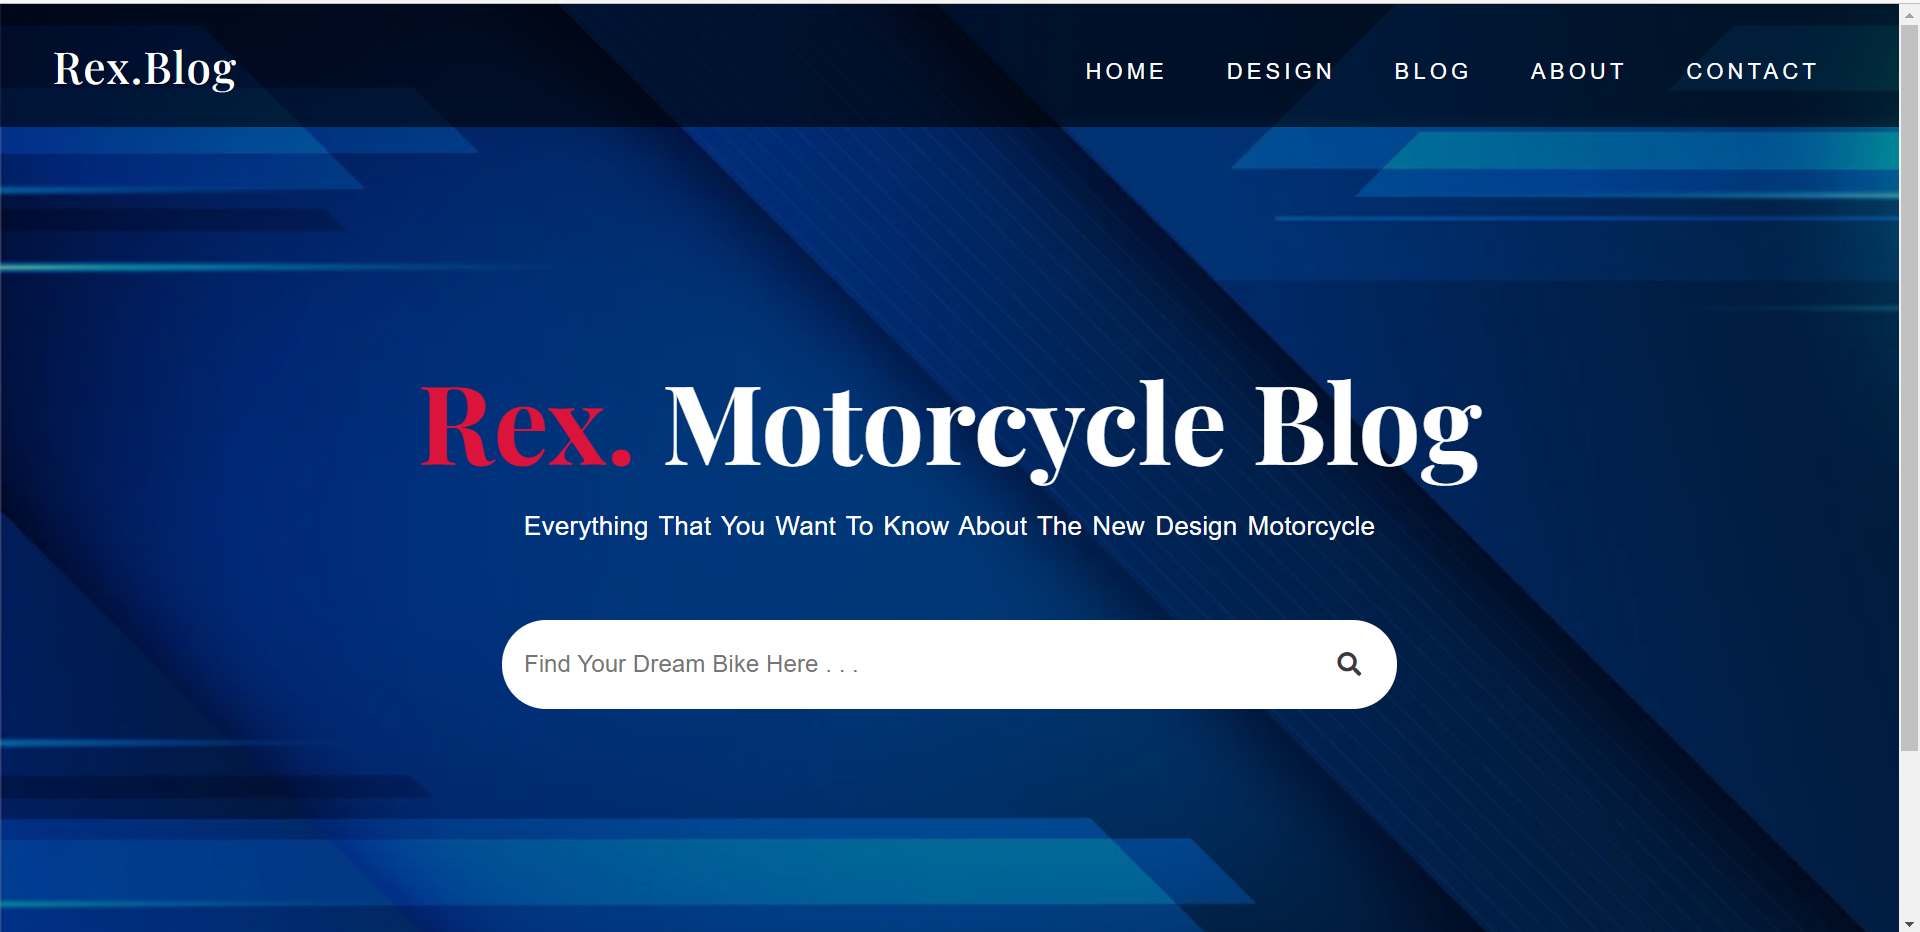 Rex.Blog
HOME DESIGN BLOG ABOUT CONTACT
Rex. Motorcycle Blog
Everything That You Want To Know About The New Design Motorcycle
Find Your Dream Bike Here . . .